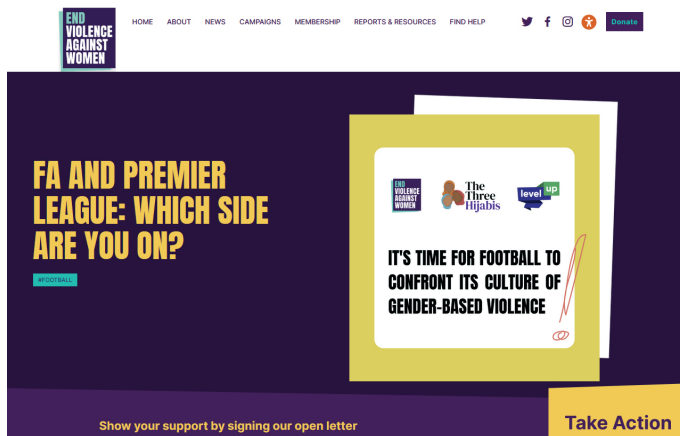 END
VIOLENCE
AGAINST
WOMEN
HOME ABOUT NEWS CAMPAIGNS MEMBERSHIP REPORTS & RESOURCES FIND HELP
Donate
FA AND PREMIER
LEAGUE: WHICH SIDE
ARE YOU ON?
#FOOTBALL
END
VIOLENCE
AGAINST
WOMEN
The
Three
Hijabis
level up
IT'S TIME FOR FOOTBALL TO
CONFRONT ITS CULTURE OF
GENDER-BASED VIOLENCE
Show your support by signing our open letter
Take Action